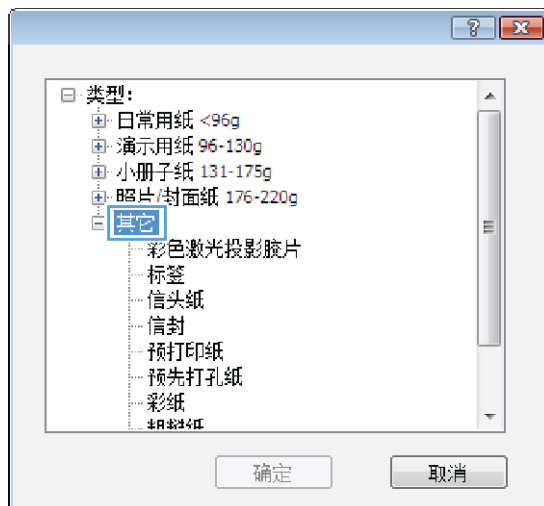 类型:
日常用纸 <96g
演示用纸 96-130g
小册子纸 131-175g
照片/封面纸 176-220g
其它
彩色激光投影胶片
标签
信头纸
信封
预打印纸
预先打孔纸
彩纸
确定
取消